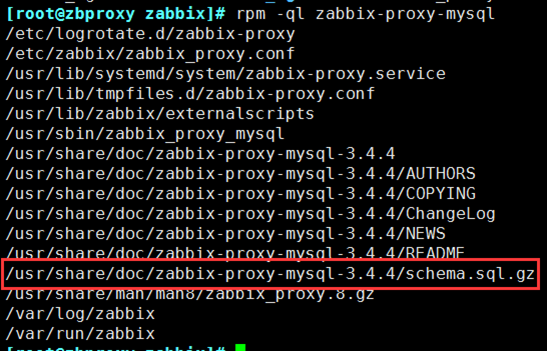 [root@zbproxy zabbix]# rpm -ql zabbix-proxy-mysql
/etc/logrotate.d/zabbix-proxy
/etc/zabbix/zabbix_proxy.conf
/usr/lib/systemd/system/zabbix-proxy.service
/usr/lib/tmpfiles.d/zabbix-proxy.conf
/usr/lib/zabbix/externalscripts
/usr/sbin/zabbix_proxy_mysql
/usr/share/doc/zabbix-proxy-mysql-3.4.4
/usr/share/doc/zabbix-proxy-mysql-3.4.4/AUTHORS
/usr/share/doc/zabbix-proxy-mysql-3.4.4/COPYING
/usr/share/doc/zabbix-proxy-mysql-3.4.4/ChangeLog
/usr/share/doc/zabbix-proxy-mysql-3.4.4/NEWS
/usr/share/doc/zabbix-proxy-mysql-3.4.4/README
/usr/share/doc/zabbix-proxy-mysql-3.4.4/schema.sql.gz
/usr/share/man/man8/zabbix_proxy.8.gz
/var/log/zabbix
/var/run/zabbix
[root@zbproxy zabbix]#